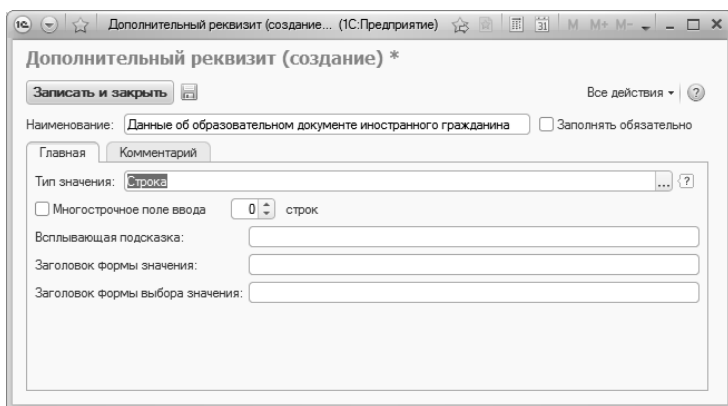 1С Дополнительный реквизит (создание... (1С:Предприятие) 31 M M+ M-
Дополнительный реквизит (создание) *
Записать и закрыть Все действия ?
Наименование: Данные об образовательном документе иностранного гражданина Заполнять обязательно
Главная Комментарий
Тип значения: Строка ... ?
Многострочное поле ввода 0 строк
Всплывающая подсказка:
Заголовок формы значения:
Заголовок формы выбора значения: